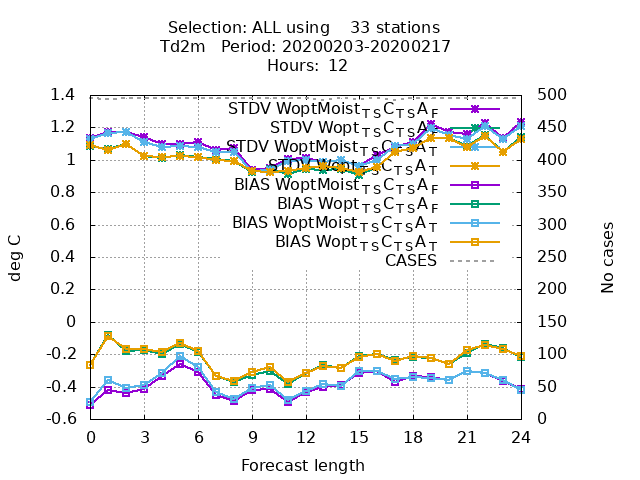 Selection: ALL using 33 stations
Td2m Period: 20200203-20200217
Hours: 12
1.4
1.2
1
0.8
0.6
0.4
0.2
0
-0.2
-0.4
-0.6
500
450
400
350
300
250
200
150
100
50
0
STDV WoptMoistTSCTSAF
STDV WoptTSCTSAF
STDV WoptMoistTSCTSAT
STDV WoptTSCTSAT
BIAS WoptMoistTSCTSAF
BIAS WoptTSCTSAF
BIAS WoptMoistTSCTSAT
BIAS WoptTSCTSAT
CASES
deg C
No cases
0 3 6 9 12 15 18 21 24
Forecast length